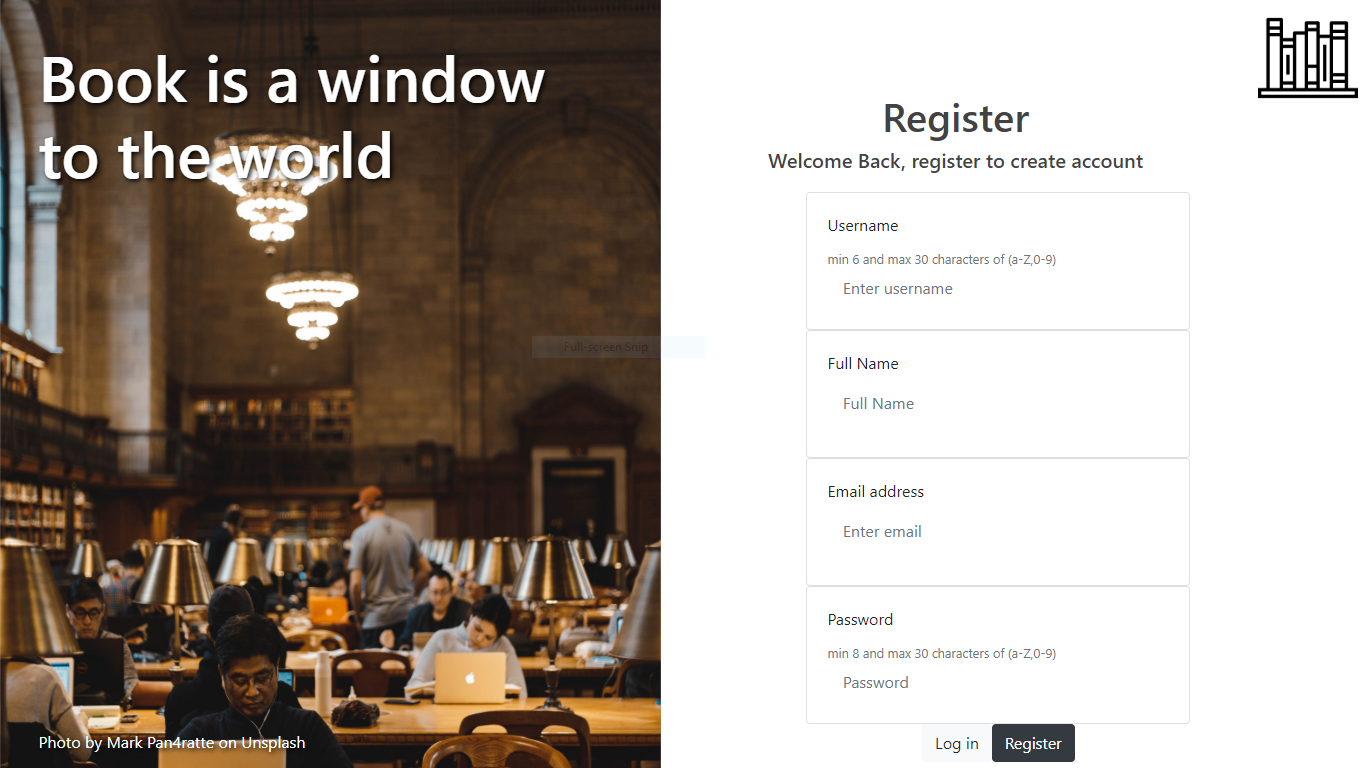 Book is a window
to the world
Photo by Mark Pan4ratte on Unsplash
Full-screen Snip
Register
Welcome Back, register to create account
Username
min 6 and max 30 characters of (a-Z,0-9)
Enter username
Full Name
Full Name
Email address
Enter email
Password
min 8 and max 30 characters of (a-Z,0-9)
Password
Log in
Register